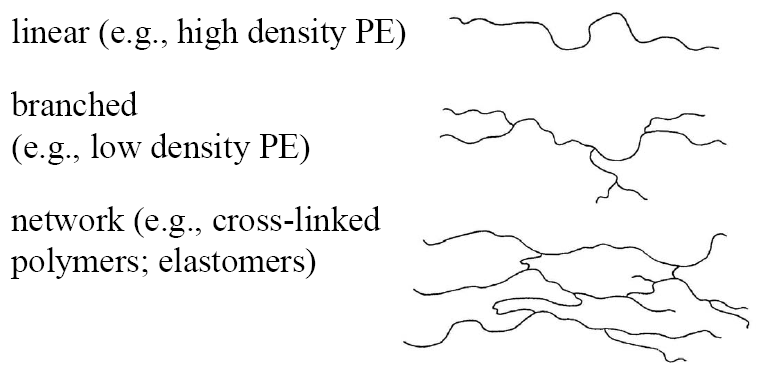 linear (e.g., high density PE)
branched
(e.g., low density PE)
network (e.g., cross-linked
polymers; elastomers)